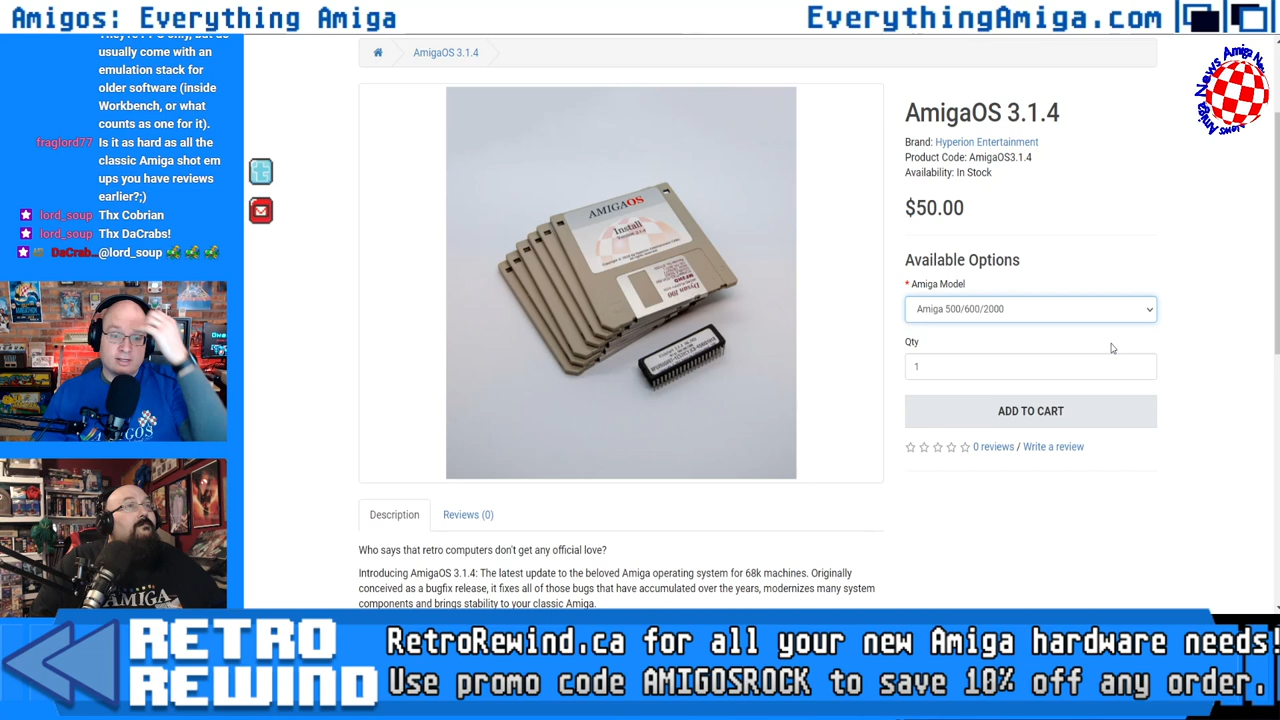 Amigos: Everything Amiga
EverythingAmiga.com
usually come with an
emulation stack for
older software (inside
Workbench, or what
counts as one for it).
fraglord77 Is it as hard as all the
classic Amiga shot em
ups you have reviews
earlier?;)
lord_soup Thx Cobrian
lord_soup Thx DaCrabs!
DaCrab... @lord_soup
AmigaOS 3.1.4
AMIGAOS
Install
Dysan 100
AmigaOS 3.1.4
Brand: Hyperion Entertainment
Product Code: AmigaOS3.1.4
Availability: In Stock
$50.00
Available Options
* Amiga Model
Amiga 500/600/2000
Qty
1
ADD TO CART
0 reviews / Write a review
Amiga News
Description
Reviews (0)
Who says that retro computers don't get any official love?
Introducing AmigaOS 3.1.4: The latest update to the beloved Amiga operating system for 68k machines. Originally
conceived as a bugfix release, it fixes all of those bugs that have accumulated over the years, modernizes many system
components and brings stability to your classic Amiga.
AMIGOS
AMIGA
RETRO
REWIND
RetroRewind.ca for all your new Amiga hardware needs!
Use promo code AMIGOSROCK to save 10% off any order.